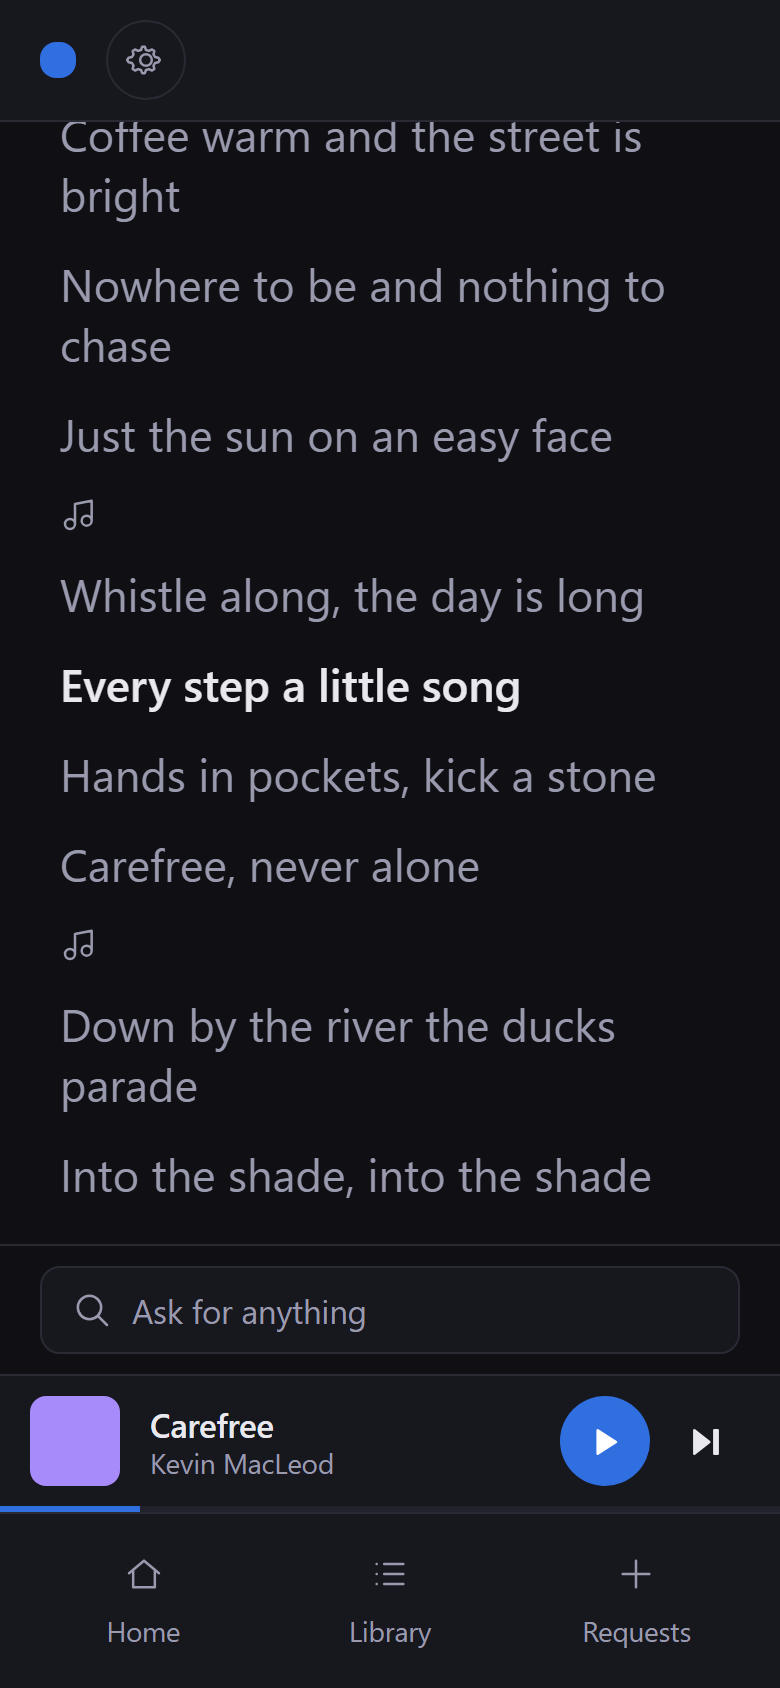 Coffee warm and the street is
bright
Nowhere to be and nothing to
chase
Just the sun on an easy face
Whistle along, the day is long
Every step a little song
Hands in pockets, kick a stone
Carefree, never alone
Down by the river the ducks
parade
Into the shade, into the shade
Ask for anything
Carefree
Kevin MacLeod
Home
Library
Requests